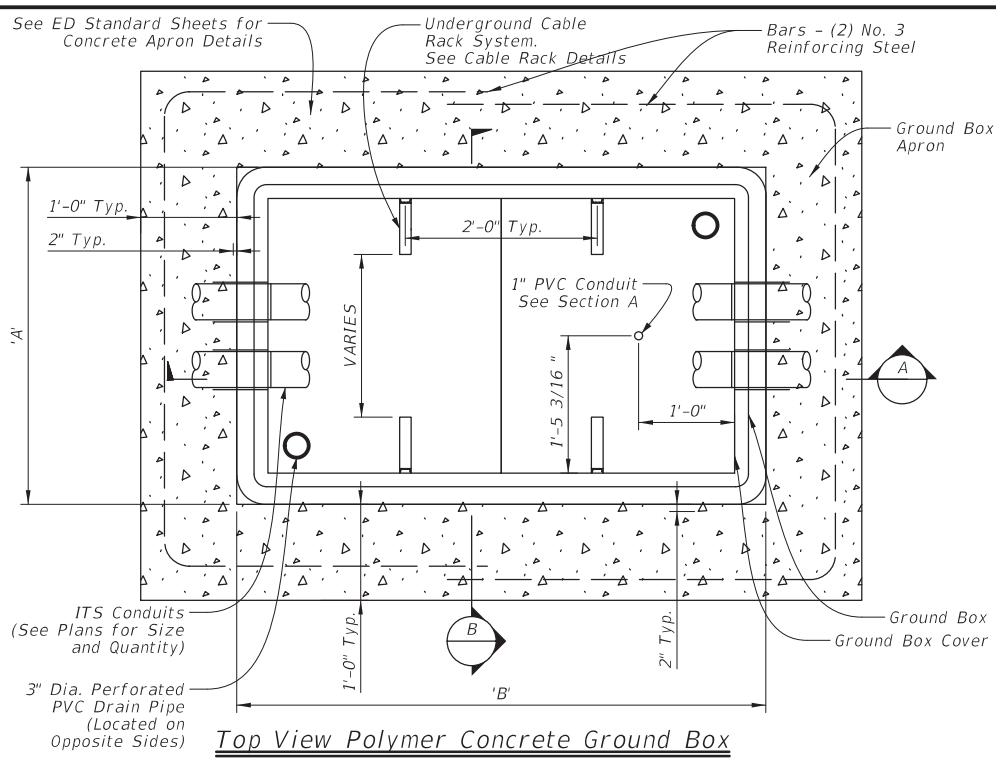 See ED Standard Sheets for
Concrete Apron Details
Underground Cable
Rack System.
See Cable Rack Details
Bars - (2) No. 3
Reinforcing Steel
Ground Box
Apron
1'-0" Typ.
2" Typ.
2'-0" Typ.
1" PVC Conduit
See Section A
'A'
VARIES
1'-5 3/16 "
1'-0"
A
ITS Conduits
(See Plans for Size
and Quantity)
3" Dia. Perforated
PVC Drain Pipe
(Located on
Opposite Sides)
1'-0" Typ.
B
2" Typ.
Ground Box
Ground Box Cover
'B'
Top View Polymer Concrete Ground Box